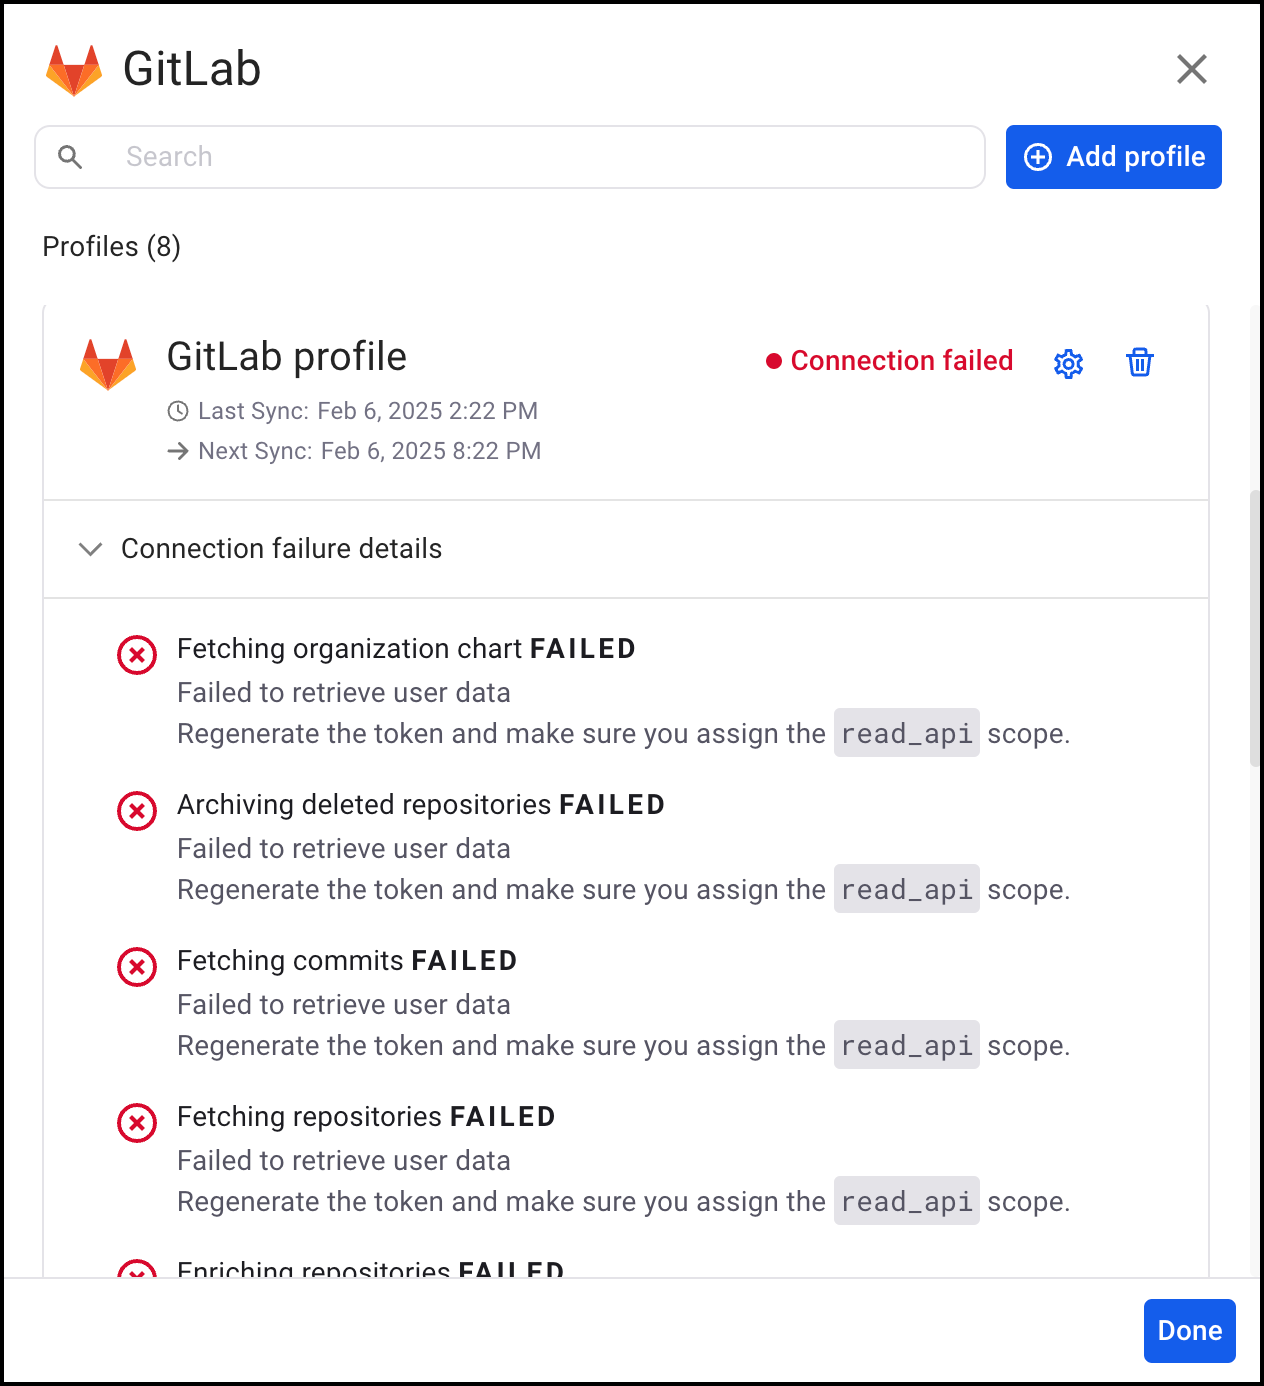 GitLab
Search
Add profile
Profiles (8)
GitLab profile
Connection failed
Last Sync: Feb 6, 2025 2:22 PM
Next Sync: Feb 6, 2025 8:22 PM
Connection failure details
Fetching organization chart FAILED
Failed to retrieve user data
Regenerate the token and make sure you assign the read_api scope.
Archiving deleted repositories FAILED
Failed to retrieve user data
Regenerate the token and make sure you assign the read_api scope.
Fetching commits FAILED
Failed to retrieve user data
Regenerate the token and make sure you assign the read_api scope.
Fetching repositories FAILED
Failed to retrieve user data
Regenerate the token and make sure you assign the read_api scope.
Enriching repositories FAILED
Done